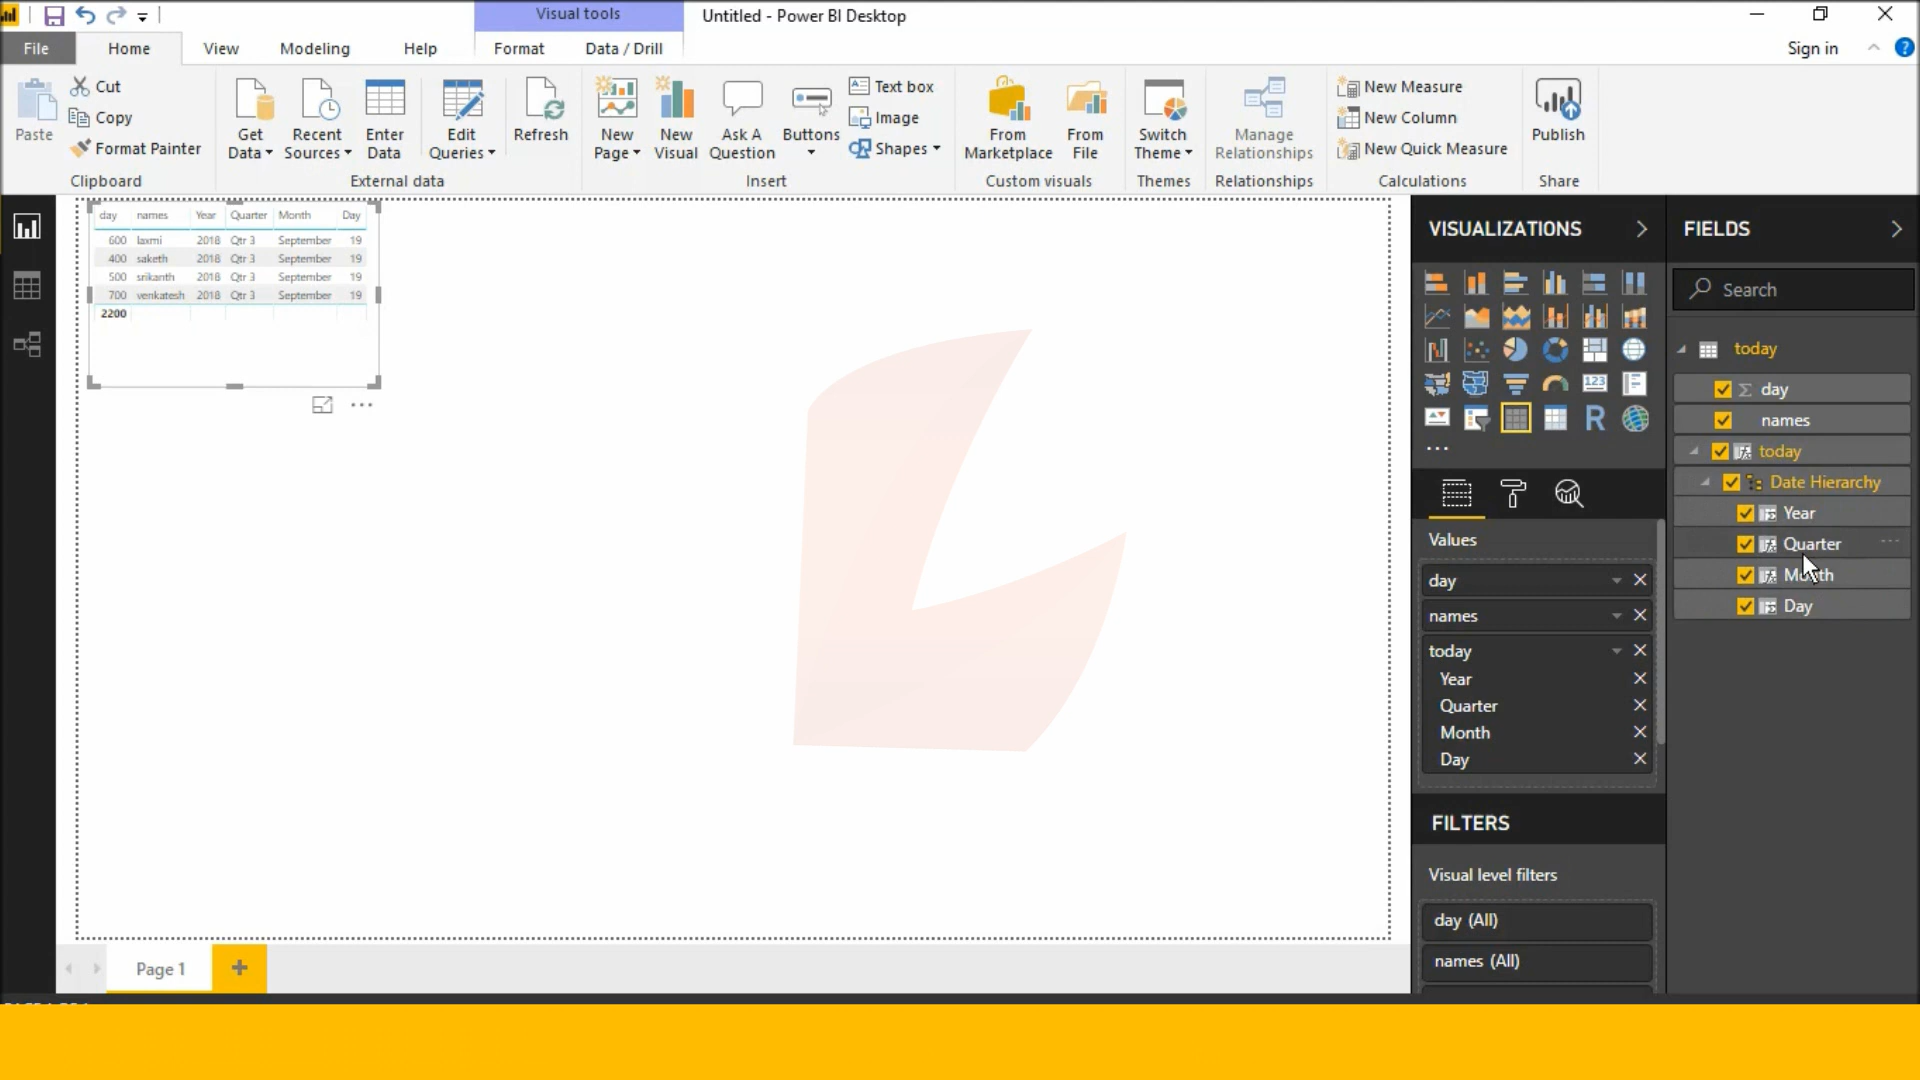 Visual tools
Untitled - Power BI Desktop
File Home View Modeling Help Format Data / Drill Sign in
Paste
Cut
Copy
Format Painter
Clipboard
Get Data
Recent Sources
Enter Data
Edit Queries
Refresh
External data
New Page
New Visual
Ask A Question
Buttons
Text box
Image
Shapes
Insert
From Marketplace
From File
Custom visuals
Switch Theme
Themes
Manage Relationships
Relationships
New Measure
New Column
New Quick Measure
Calculations
Publish
Share
day names Year Quarter Month Day
600 laxmi 2018 Qtr 3 September 19
400 saketh 2018 Qtr 3 September 19
500 srikanth 2018 Qtr 3 September 19
700 venkatesh 2018 Qtr 3 September 19
2200
VISUALIZATIONS
123
R
Values
day
names
today
Year
Quarter
Month
Day
FILTERS
Visual level filters
day (All)
names (All)
FIELDS
Search
today
day
names
today
Date Hierarchy
Year
Quarter
Month
Day
Page 1